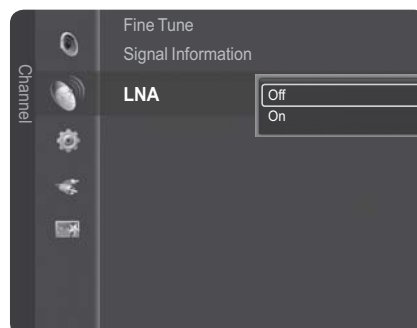 Channel
Fine Tune
Signal Information
LNA
Off
On